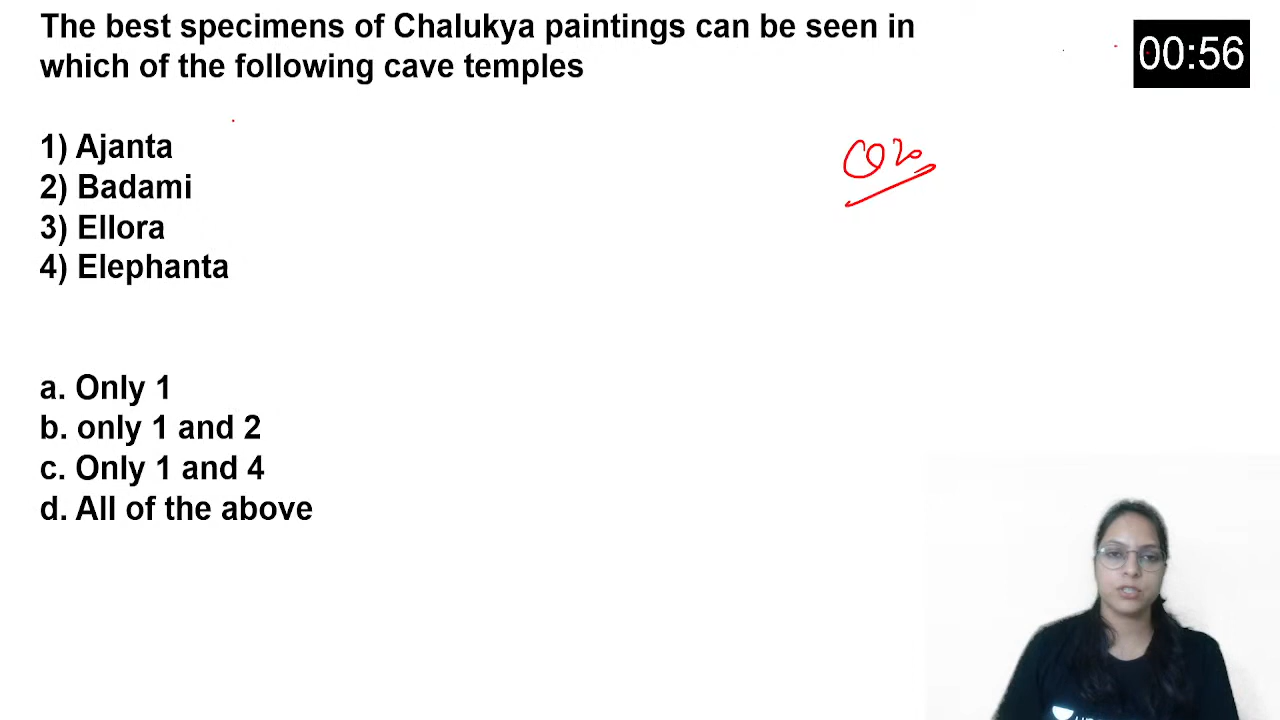 The best specimens of Chalukya paintings can be seen in
which of the following cave temples
00:56
1) Ajanta
2) Badami
3) Ellora
4) Elephanta
a. Only 1
b. only 1 and 2
c. Only 1 and 4
d. All of the above